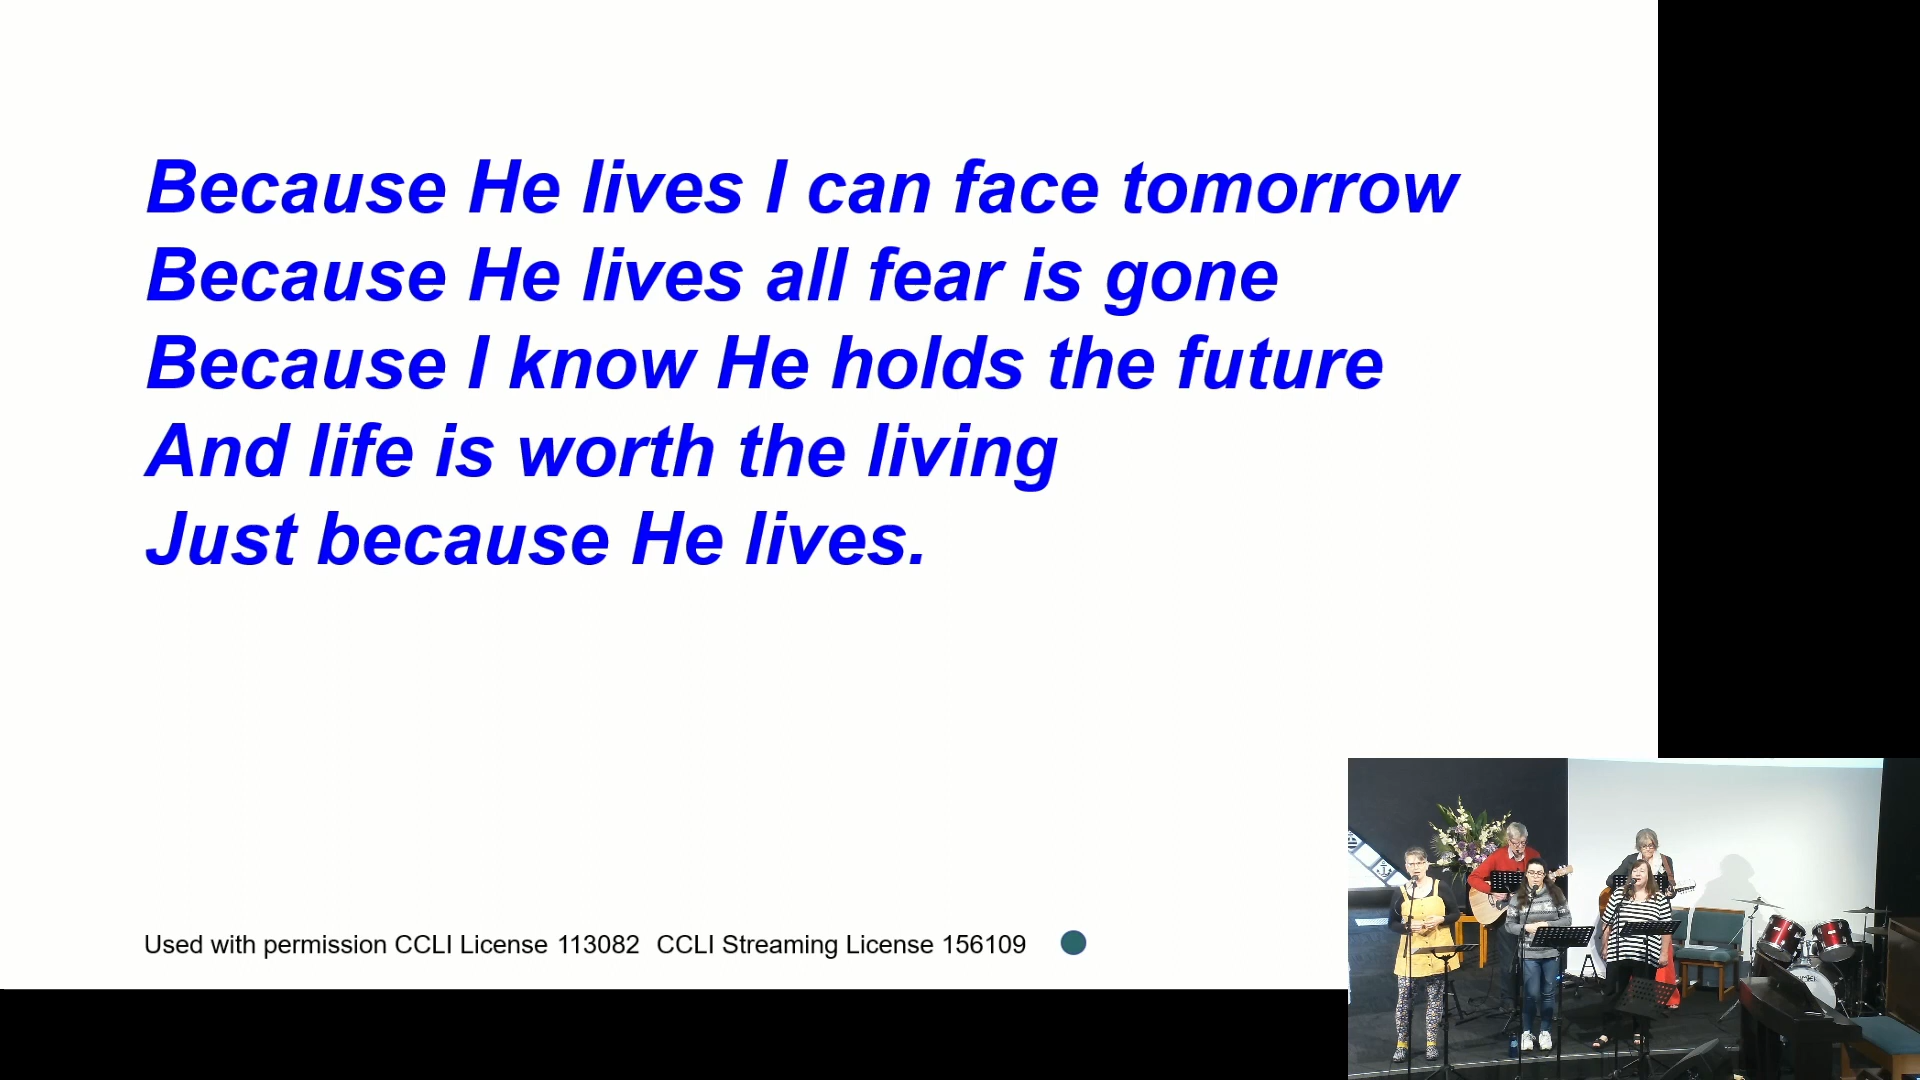 Because He lives I can face tomorrow
Because He lives all fear is gone
Because I know He holds the future
And life is worth the living
Just because He lives.
Used with permission CCLI License 113082 CCLI Streaming License 156109